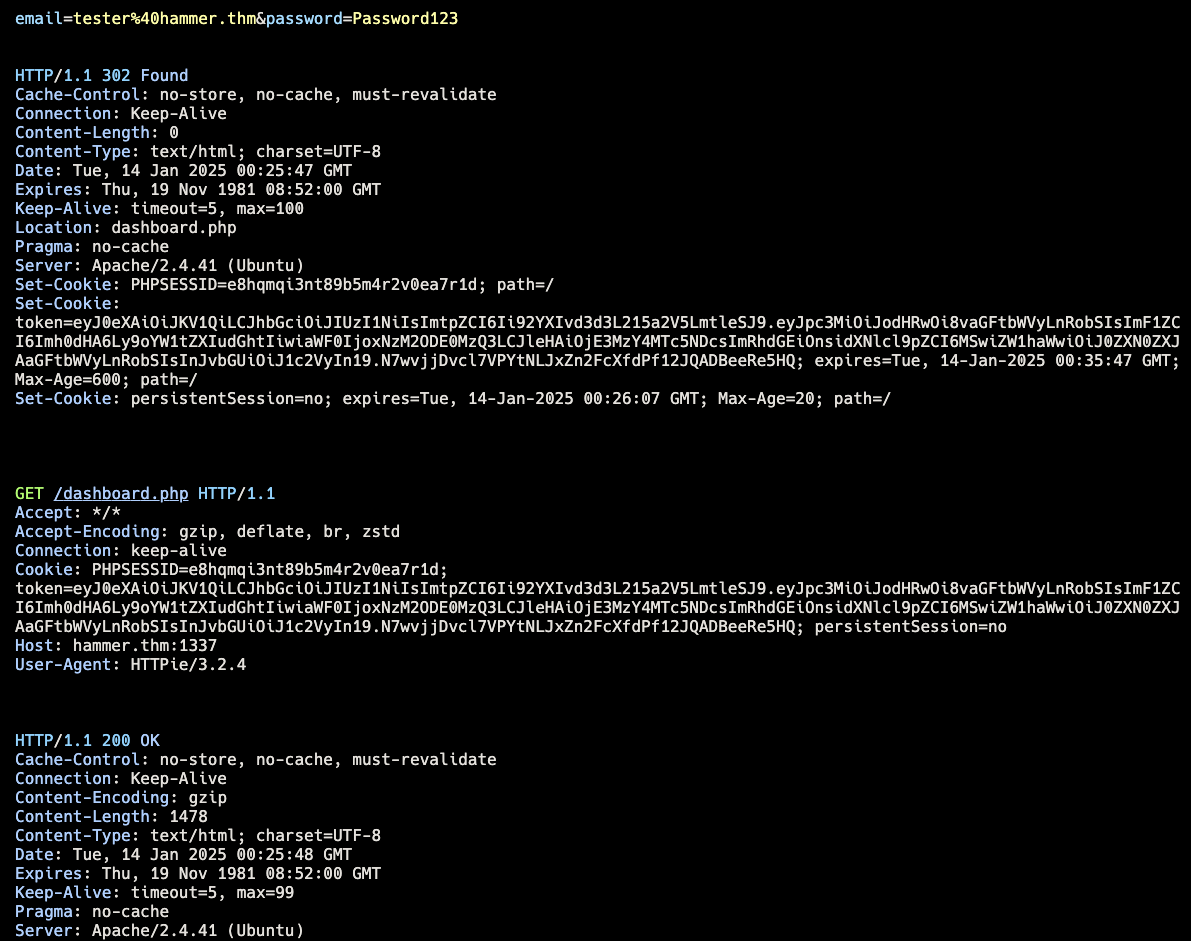 email=tester%40hammer.thm&password=Password123
HTTP/1.1 302 Found
Cache-Control: no-store, no-cache, must-revalidate
Connection: Keep-Alive
Content-Length: 0
Content-Type: text/html; charset=UTF-8
Date: Tue, 14 Jan 2025 00:25:47 GMT
Expires: Thu, 19 Nov 1981 08:52:00 GMT
Keep-Alive: timeout=5, max=100
Location: dashboard.php
Pragma: no-cache
Server: Apache/2.4.41 (Ubuntu)
Set-Cookie: PHPSESSID=e8hqmqi3nt89b5m4r2v0ea7r1d; path=/
Set-Cookie:
token=eyJ0eXAiOiJKV1QiLCJhbGciOiJIUzI1NiIsImtpZCI6Ii92YXIvd3d3L215a2V5LmtleSJ9.eyJpc3MiOiJodHRwOi8vaGFtbWVyLnRobSIsImF1ZC
I6Imh0dHA6Ly9oYW1tZXIudGhtIiwiaWF0IjoxNzM2ODE0MzQ3LCJleHAiOjE3MzY4MTc5NDcsImRhdGEiOnsidXNlcl9pZCI6MSwiZW1haWwiOiJ0ZXN0ZXJ
AaGFtbWVyLnRobSIsInJvbGUiOiJ1c2VyIn19.N7wvjjDvcl7VPYtNLJxZn2FcXfdPf12JQADBeeRe5HQ; expires=Tue, 14-Jan-2025 00:35:47 GMT;
Max-Age=600; path=/
Set-Cookie: persistentSession=no; expires=Tue, 14-Jan-2025 00:26:07 GMT; Max-Age=20; path=/
GET /dashboard.php HTTP/1.1
Accept: */*
Accept-Encoding: gzip, deflate, br, zstd
Connection: keep-alive
Cookie: PHPSESSID=e8hqmqi3nt89b5m4r2v0ea7r1d;
token=eyJ0eXAiOiJKV1QiLCJhbGciOiJIUzI1NiIsImtpZCI6Ii92YXIvd3d3L215a2V5LmtleSJ9.eyJpc3MiOiJodHRwOi8vaGFtbWVyLnRobSIsImF1ZC
I6Imh0dHA6Ly9oYW1tZXIudGhtIiwiaWF0IjoxNzM2ODE0MzQ3LCJleHAiOjE3MzY4MTc5NDcsImRhdGEiOnsidXNlcl9pZCI6MSwiZW1haWwiOiJ0ZXN0ZXJ
AaGFtbWVyLnRobSIsInJvbGUiOiJ1c2VyIn19.N7wvjjDvcl7VPYtNLJxZn2FcXfdPf12JQADBeeRe5HQ; persistentSession=no
Host: hammer.thm:1337
User-Agent: HTTPie/3.2.4
HTTP/1.1 200 OK
Cache-Control: no-store, no-cache, must-revalidate
Connection: Keep-Alive
Content-Encoding: gzip
Content-Length: 1478
Content-Type: text/html; charset=UTF-8
Date: Tue, 14 Jan 2025 00:25:48 GMT
Expires: Thu, 19 Nov 1981 08:52:00 GMT
Keep-Alive: timeout=5, max=99
Pragma: no-cache
Server: Apache/2.4.41 (Ubuntu)